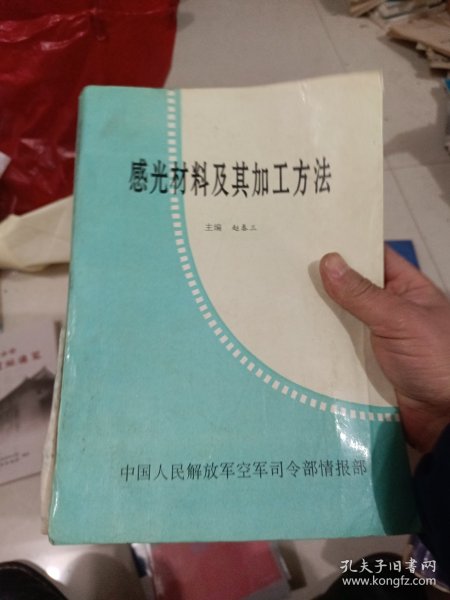 感光材料及其加工方法
主编 赵春三
中国人民解放军空军司令部情报部
孔夫子旧书网
www.kongfz.com